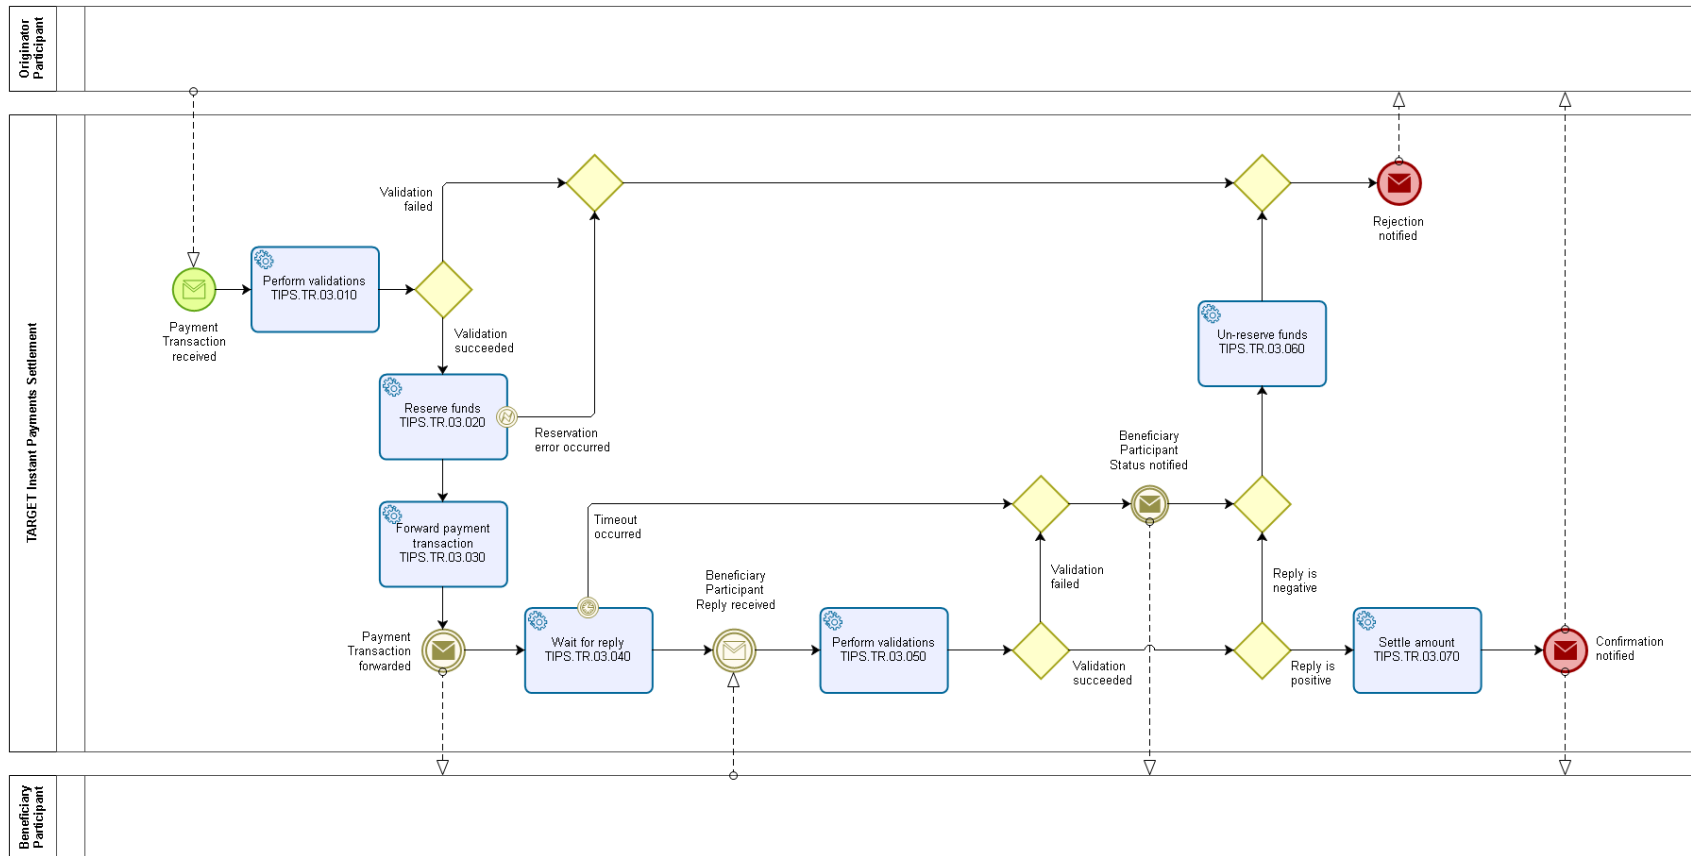 Originator
Participant
TARGET Instant Payments Settlement
Payment
Transaction
received
Perform validations
TIPS.TR.03.010
Validation
failed
Validation
succeeded
Reserve funds
TIPS.TR.03.020
Reservation
error occurred
Forward payment
transaction
TIPS.TR.03.030
Payment
Transaction
forwarded
Wait for reply
TIPS.TR.03.040
Timeout
occurred
Beneficiary
Participant
Reply received
Perform validations
TIPS.TR.03.050
Validation
failed
Validation
succeeded
Beneficiary
Participant
Status notified
Reply is
negative
Reply is
positive
Un-reserve funds
TIPS.TR.03.060
Rejection
notified
Settle amount
TIPS.TR.03.070
Confirmation
notified
Beneficiary
Participant